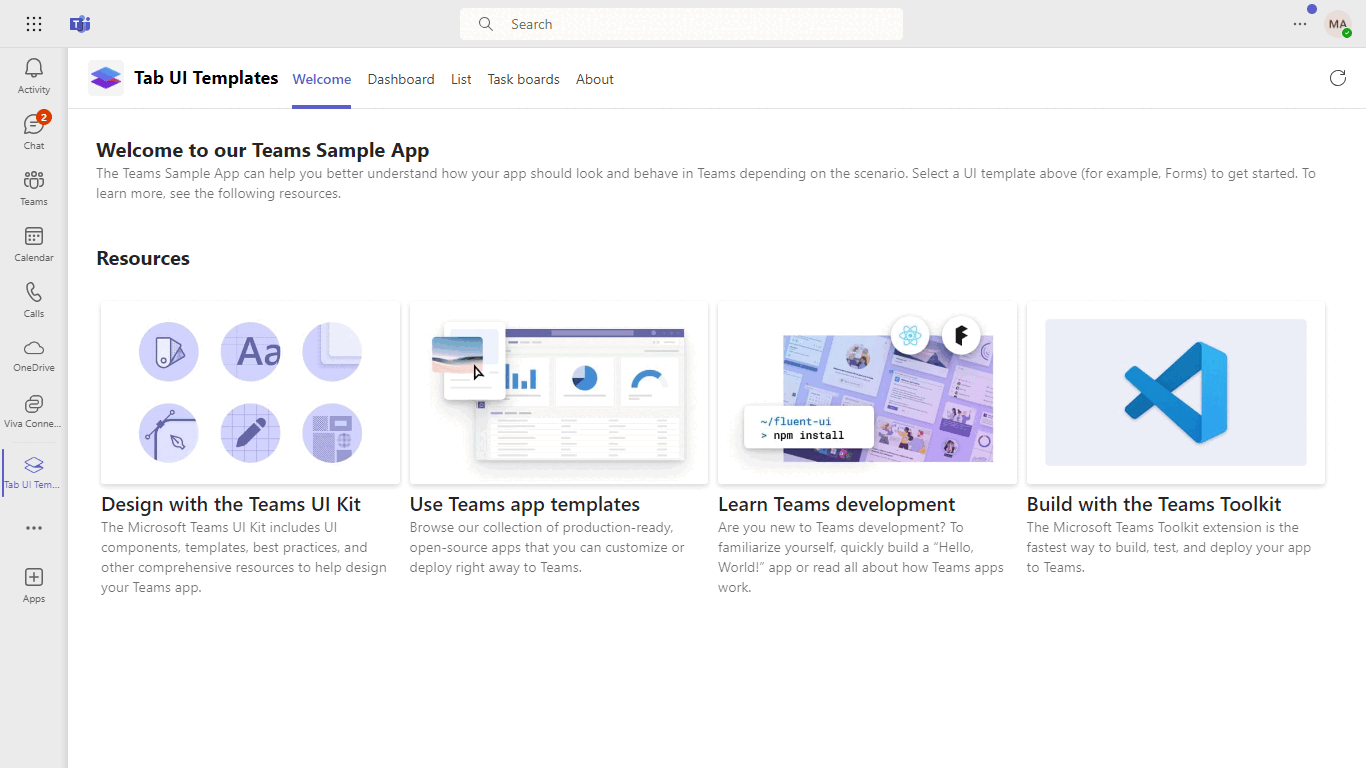 Search
MA
Activity
2
Chat
Teams
Calendar
Calls
OneDrive
Viva Conne...
Tab UI Tem...
Apps
Tab UI Templates
Welcome
Dashboard
List
Task boards
About
Welcome to our Teams Sample App
The Teams Sample App can help you better understand how your app should look and behave in Teams depending on the scenario. Select a UI template above (for example, Forms) to get started. To
learn more, see the following resources.
Resources
Aa
~/fluent-ui
> npm install
Design with the Teams UI Kit
The Microsoft Teams UI Kit includes UI
components, templates, best practices, and
other comprehensive resources to help design
your Teams app.
Use Teams app templates
Browse our collection of production-ready,
open-source apps that you can customize or
deploy right away to Teams.
Learn Teams development
Are you new to Teams development? To
familiarize yourself, quickly build a “Hello,
World!” app or read all about how Teams apps
work.
Build with the Teams Toolkit
The Microsoft Teams Toolkit extension is the
fastest way to build, test, and deploy your app
to Teams.